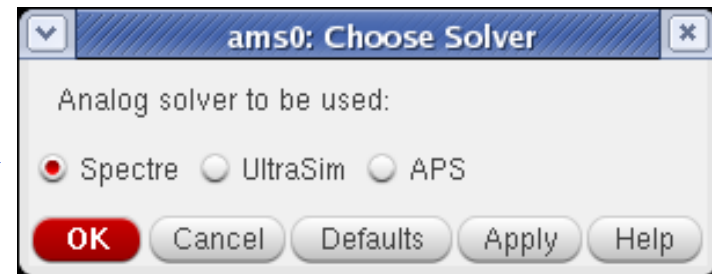 ams0: Choose Solver
Analog solver to be used:
Spectre UltraSim APS
OK Cancel Defaults Apply Help